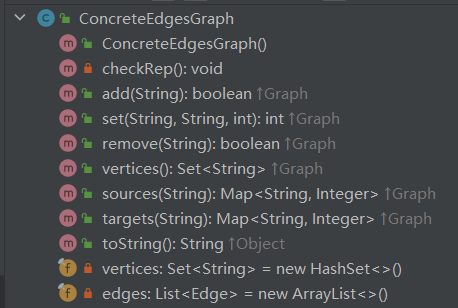 ConcreteEdgesGraph
ConcreteEdgesGraph()
checkRep(): void
add(String): boolean ↑Graph
set(String, String, int): int ↑Graph
remove(String): boolean ↑Graph
vertices(): Set<String> ↑Graph
sources(String): Map<String, Integer> ↑Graph
targets(String): Map<String, Integer> ↑Graph
toString(): String ↑Object
vertices: Set<String> = new HashSet<>()
edges: List<Edge> = new ArrayList<>()